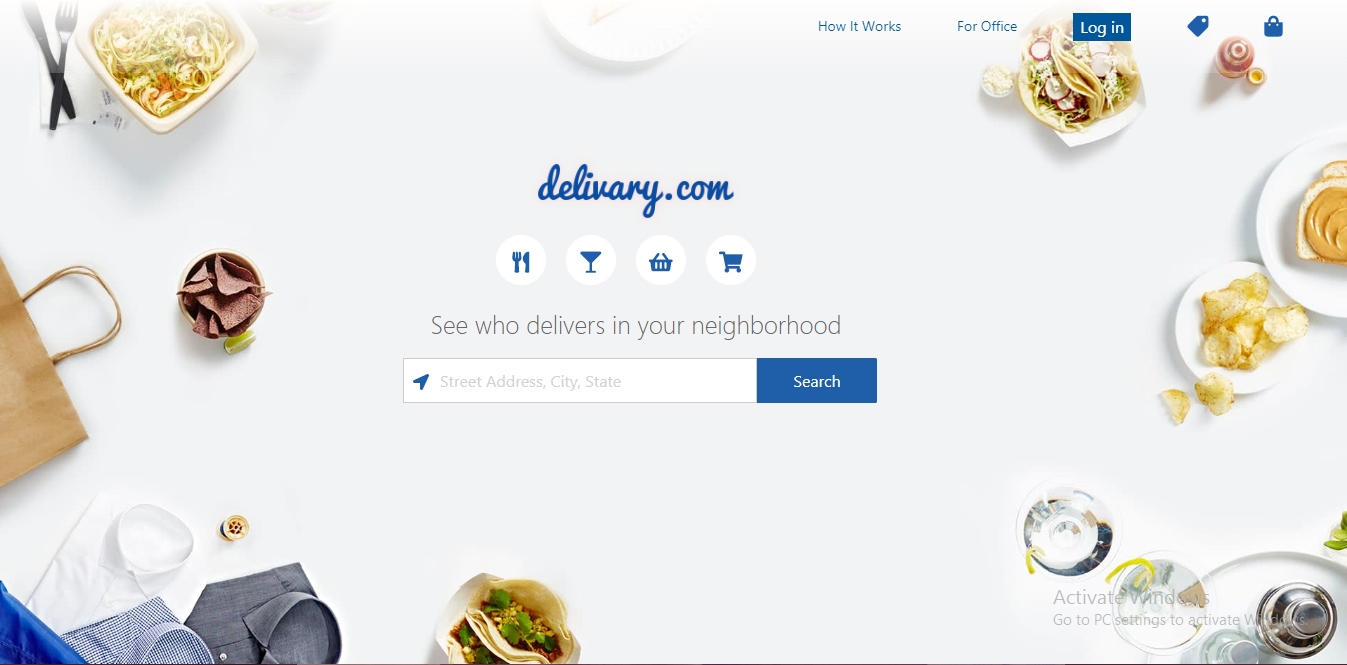 How It Works
For Office
Log in
delivary.com
See who delivers in your neighborhood
Street Address, City, State
Search
Activate Windows
Go to PC settings to activate Windows.